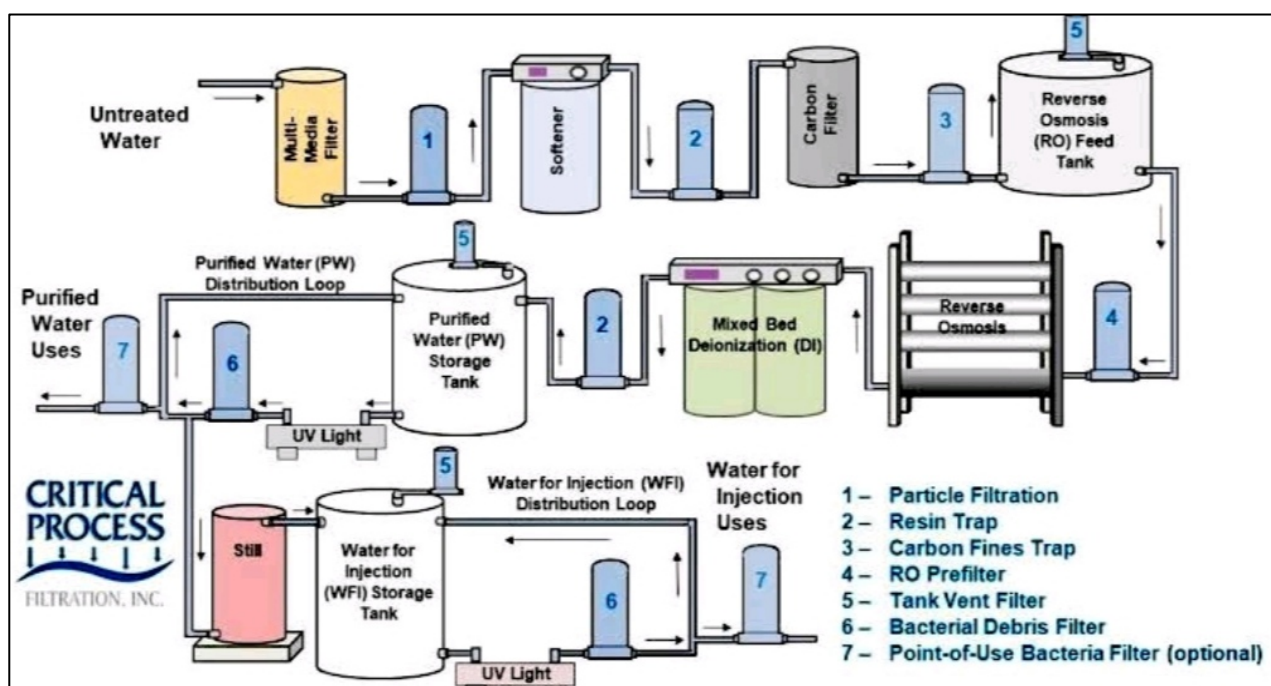 Untreated
Water
Multi-
Media
Filter
1
Softener
2
Carbon
Filter
3
5
Reverse
Osmosis
(RO) Feed
Tank
Purified
Water
Uses
7
Purified Water (PW)
Distribution Loop
6
UV Light
5
Purified
Water (PW)
Storage
Tank
2
Mixed Bed
Deionization (DI)
Reverse
Osmosis
4
CRITICAL
PROCESS
FILTRATION, INC.
Still
5
Water for
Injection
(WFI) Storage
Tank
Water for Injection (WFI)
Distribution Loop
UV Light
6
Water for
Injection
Uses
7
1 – Particle Filtration
2 – Resin Trap
3 – Carbon Fines Trap
4 – RO Prefilter
5 – Tank Vent Filter
6 – Bacterial Debris Filter
7 – Point-of-Use Bacteria Filter (optional)